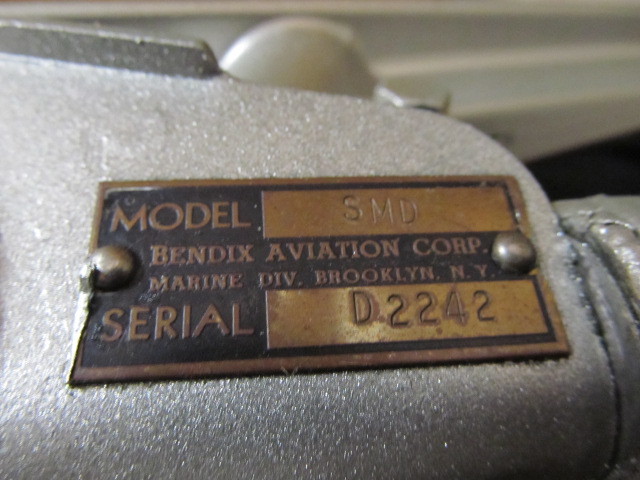 MODEL SMD
BENDIX AVIATION CORP.
MARINE DIV. BROOKLYN, N.Y.
SERIAL D2242